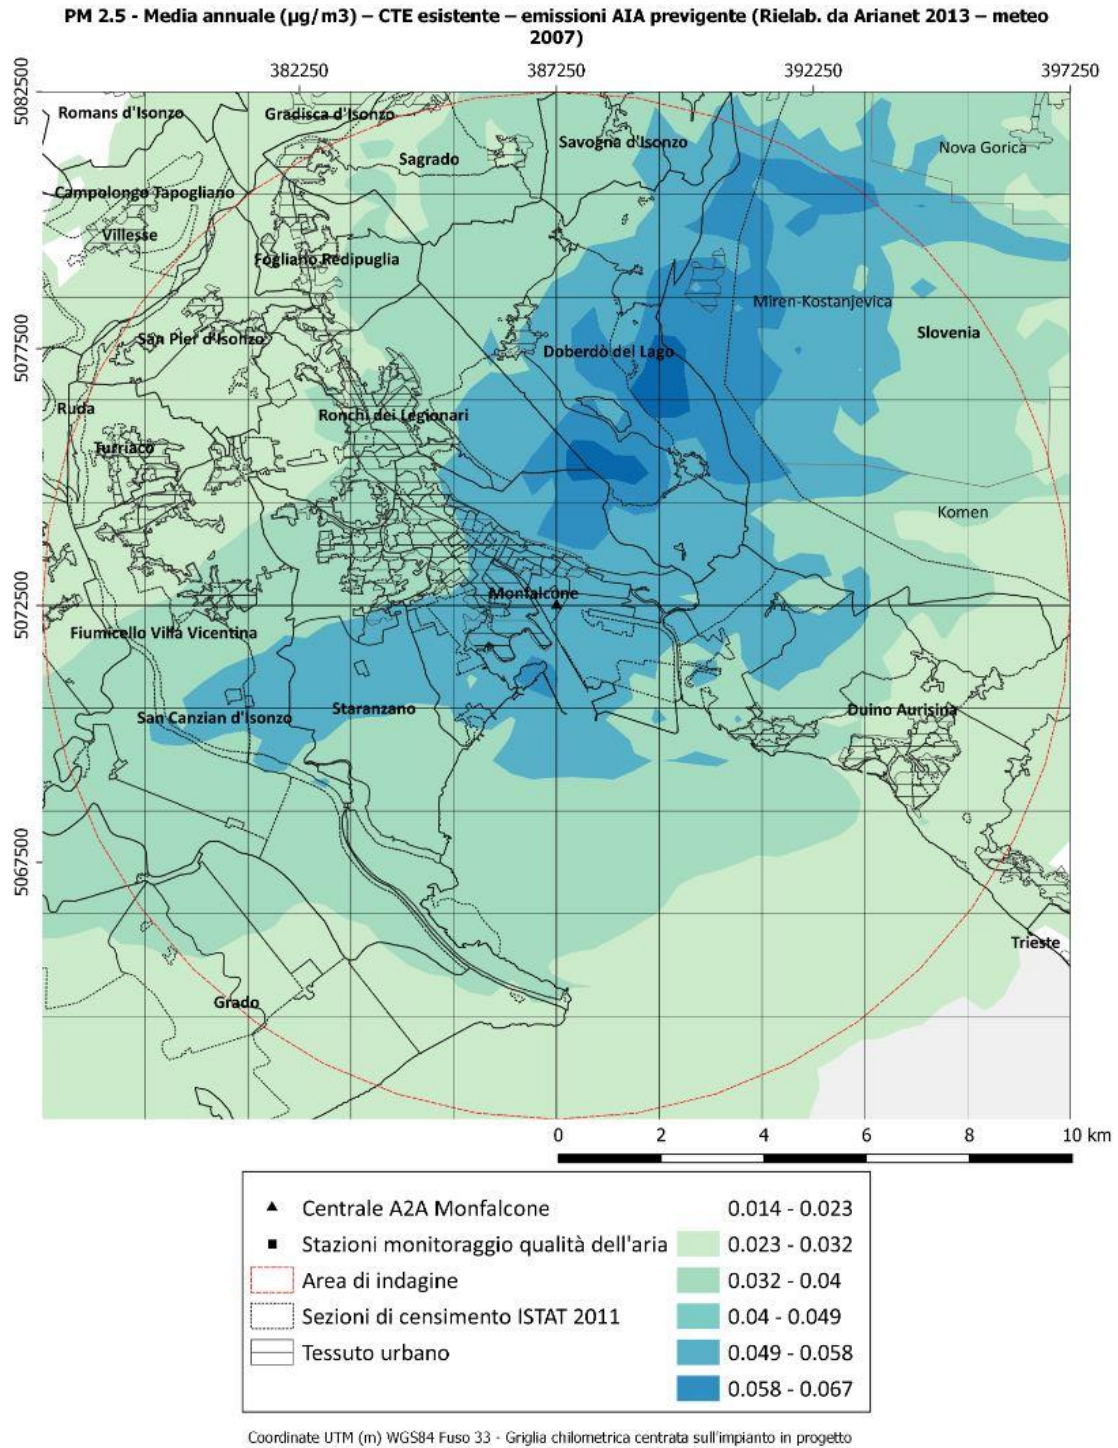 PM 2.5 - Media annuale (µg/m3) – CTE esistente – emissioni AIA previgente (Rielab. da Arianet 2013 – meteo
2007)
382250 387250 392250 397250
5082500
Romans d'Isonzo
Gradisca d'Isonzo
Sagrado
Savogna d'Isonzo
Nova Gorica
Campolongo Tapogliano
Villesse
Fogliano Redipuglia
Miren-Kostanjevica
San Pier d'Isonzo
5077500
Doberdò del Lago
Slovenia
Ruda
Ronchi dei Legionari
Turriaco
Komen
Monfalcone
5072500
Fiumicello Villa Vicentina
San Canzian d'Isonzo
Staranzano
Duino Aurisina
5067500
Trieste
Grado
0 2 4 6 8 10 km
Centrale A2A Monfalcone
Stazioni monitoraggio qualità dell'aria
Area di indagine
Sezioni di censimento ISTAT 2011
Tessuto urbano
0.014 - 0.023
0.023 - 0.032
0.032 - 0.04
0.04 - 0.049
0.049 - 0.058
0.058 - 0.067
Coordinate UTM (m) WGS84 Fuso 33 - Griglia chilometrica centrata sull'impianto in progetto